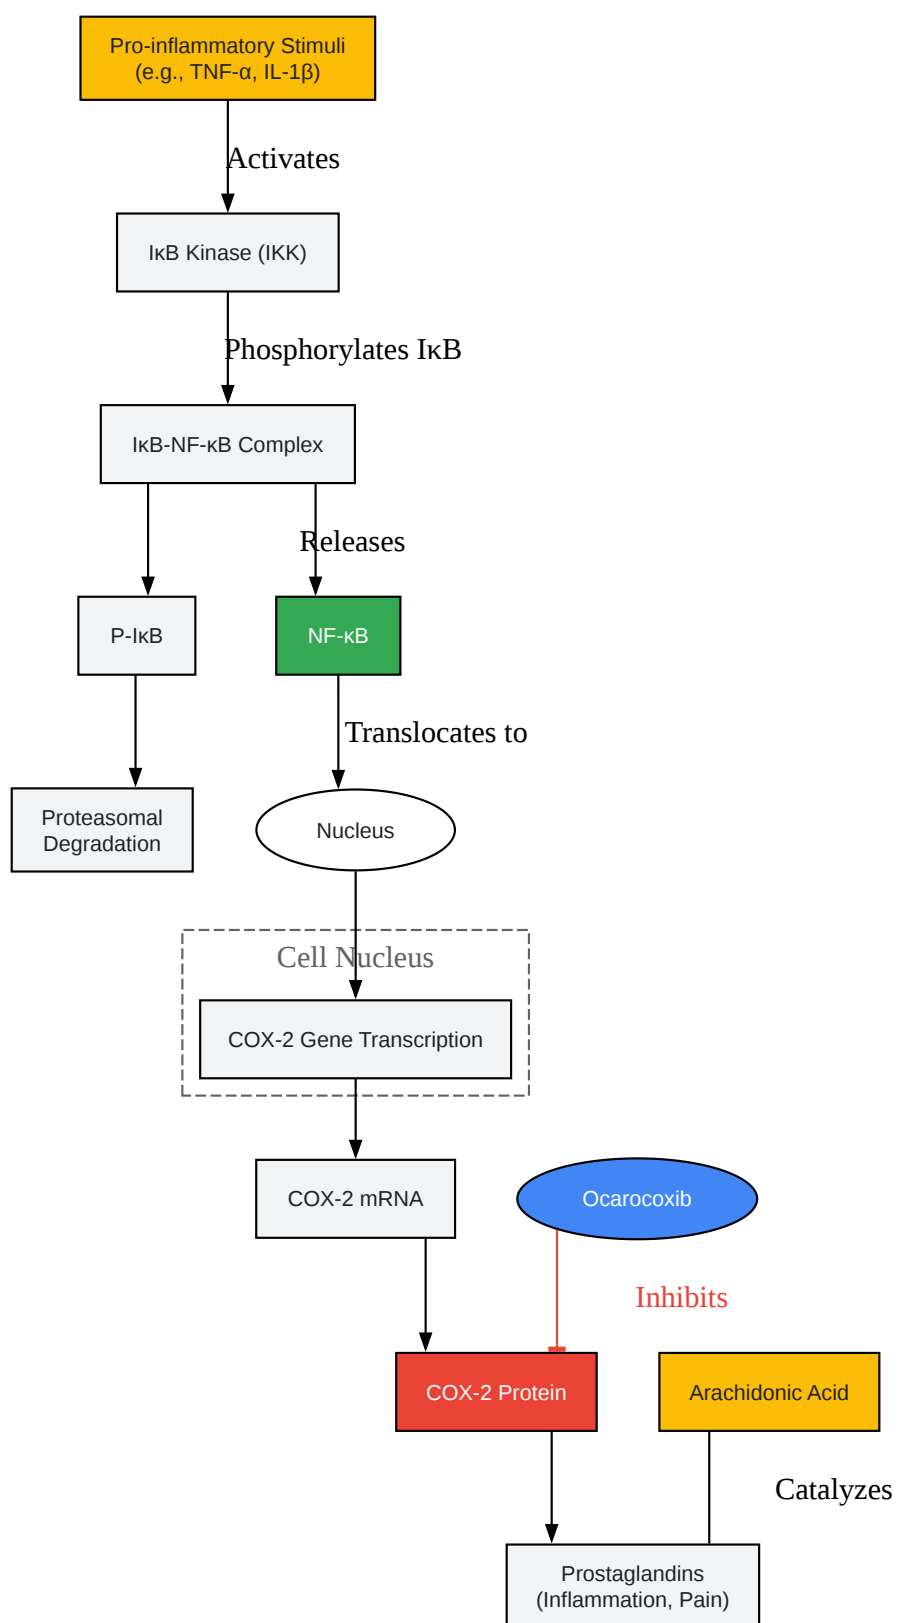 Pro-inflammatory Stimuli
(e.g., TNF-α, IL-1β)
Activates
IκB Kinase (IKK)
Phosphorylates IκB
IκB-NF-κB Complex
Releases
P-IκB
NF-κB
Translocates to
Proteasomal
Degradation
Nucleus
Cell Nucleus
COX-2 Gene Transcription
COX-2 mRNA
Ocarocoxib
Inhibits
COX-2 Protein
Arachidonic Acid
Catalyzes
Prostaglandins
(Inflammation, Pain)